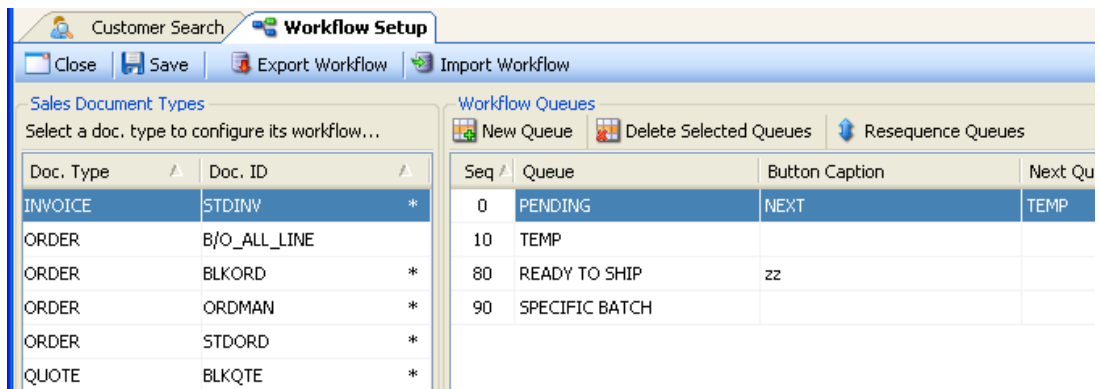 Customer Search Workflow Setup
Close Save Export Workflow Import Workflow
Sales Document Types
Select a doc. type to configure its workflow...
Doc. Type Doc. ID
INVOICE STDINV *
ORDER B/O_ALL_LINE
ORDER BLKORD *
ORDER ORDMAN *
ORDER STDORD *
QUOTE BLKQTE *
Workflow Queues
New Queue Delete Selected Queues Resequence Queues
Seq Queue Button Caption Next Qu
0 PENDING NEXT TEMP
10 TEMP
80 READY TO SHIP zz
90 SPECIFIC BATCH